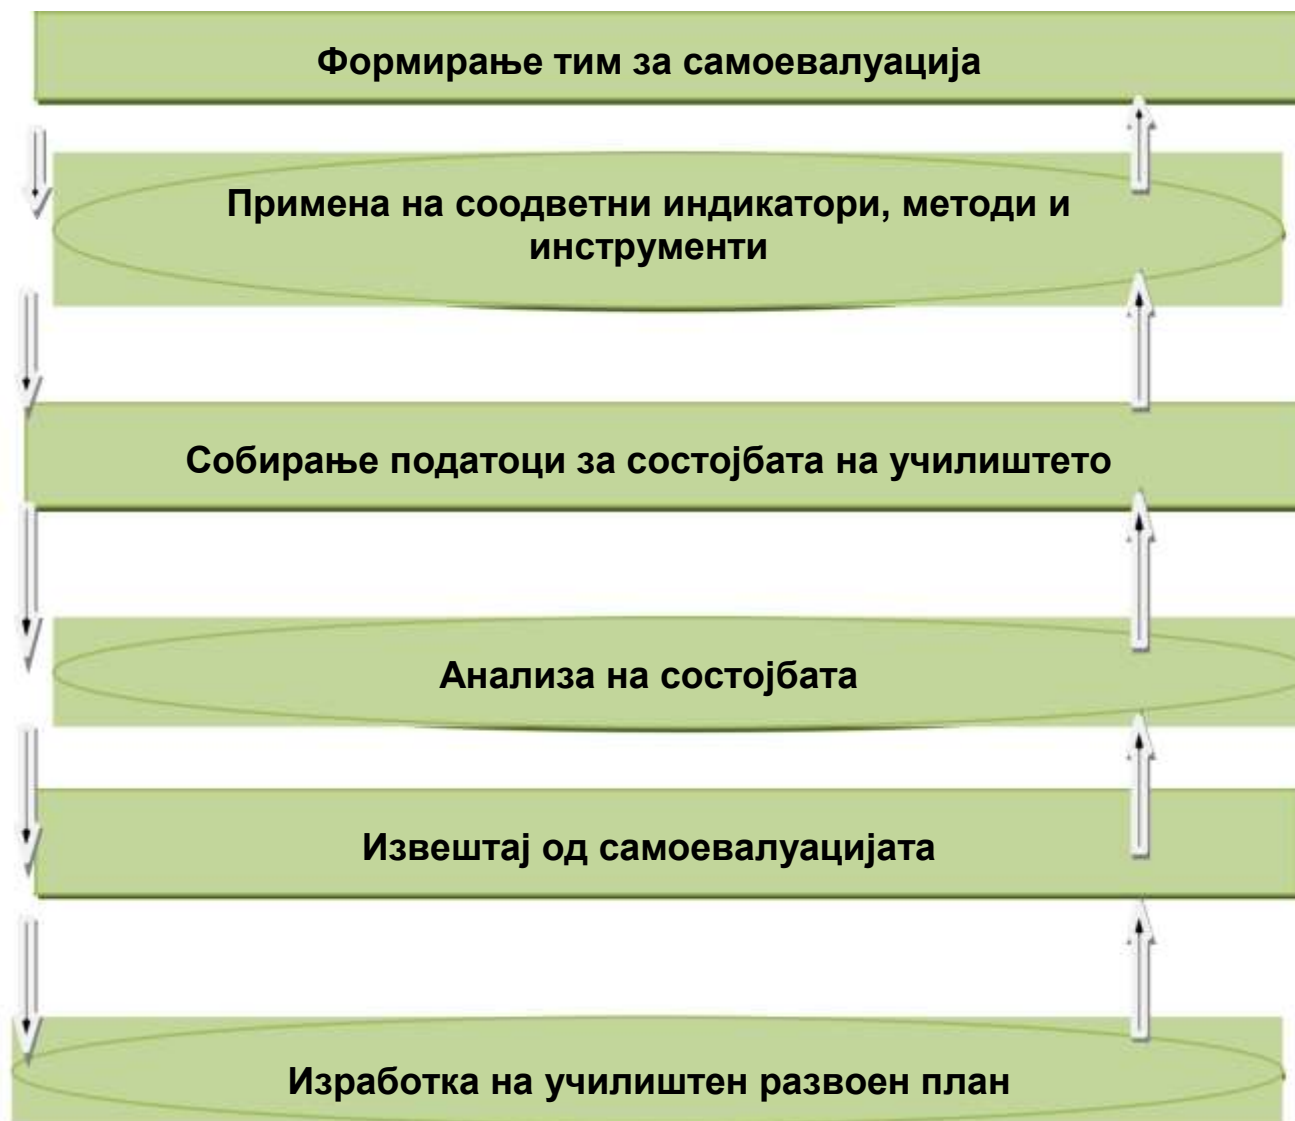 Формирање тим за самоевалуација
Примена на соодветни индикатори, методи и
инструменти
Собирање податоци за состојбата на училиштето
Анализа на состојбата
Извештај од самоевалуацијата
Изработка на училиштен развоен план